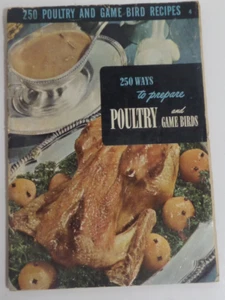 250 POULTRY AND GAME BIRD RECIPES
250 WAYS
to prepare
POULTRY and
GAME BIRDS